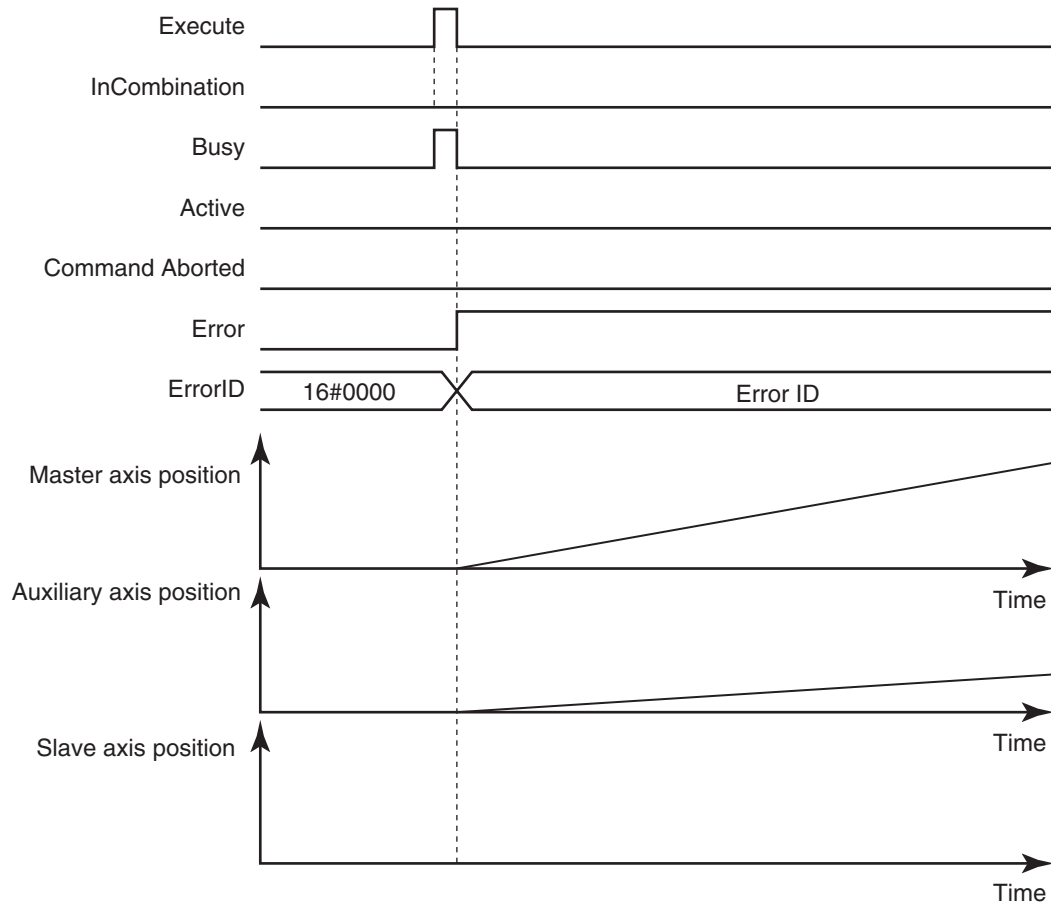 Execute
InCombination
Busy
Active
Command Aborted
Error
ErrorID
16#0000
Error ID
Master axis position
Time
Auxiliary axis position
Time
Slave axis position
Time